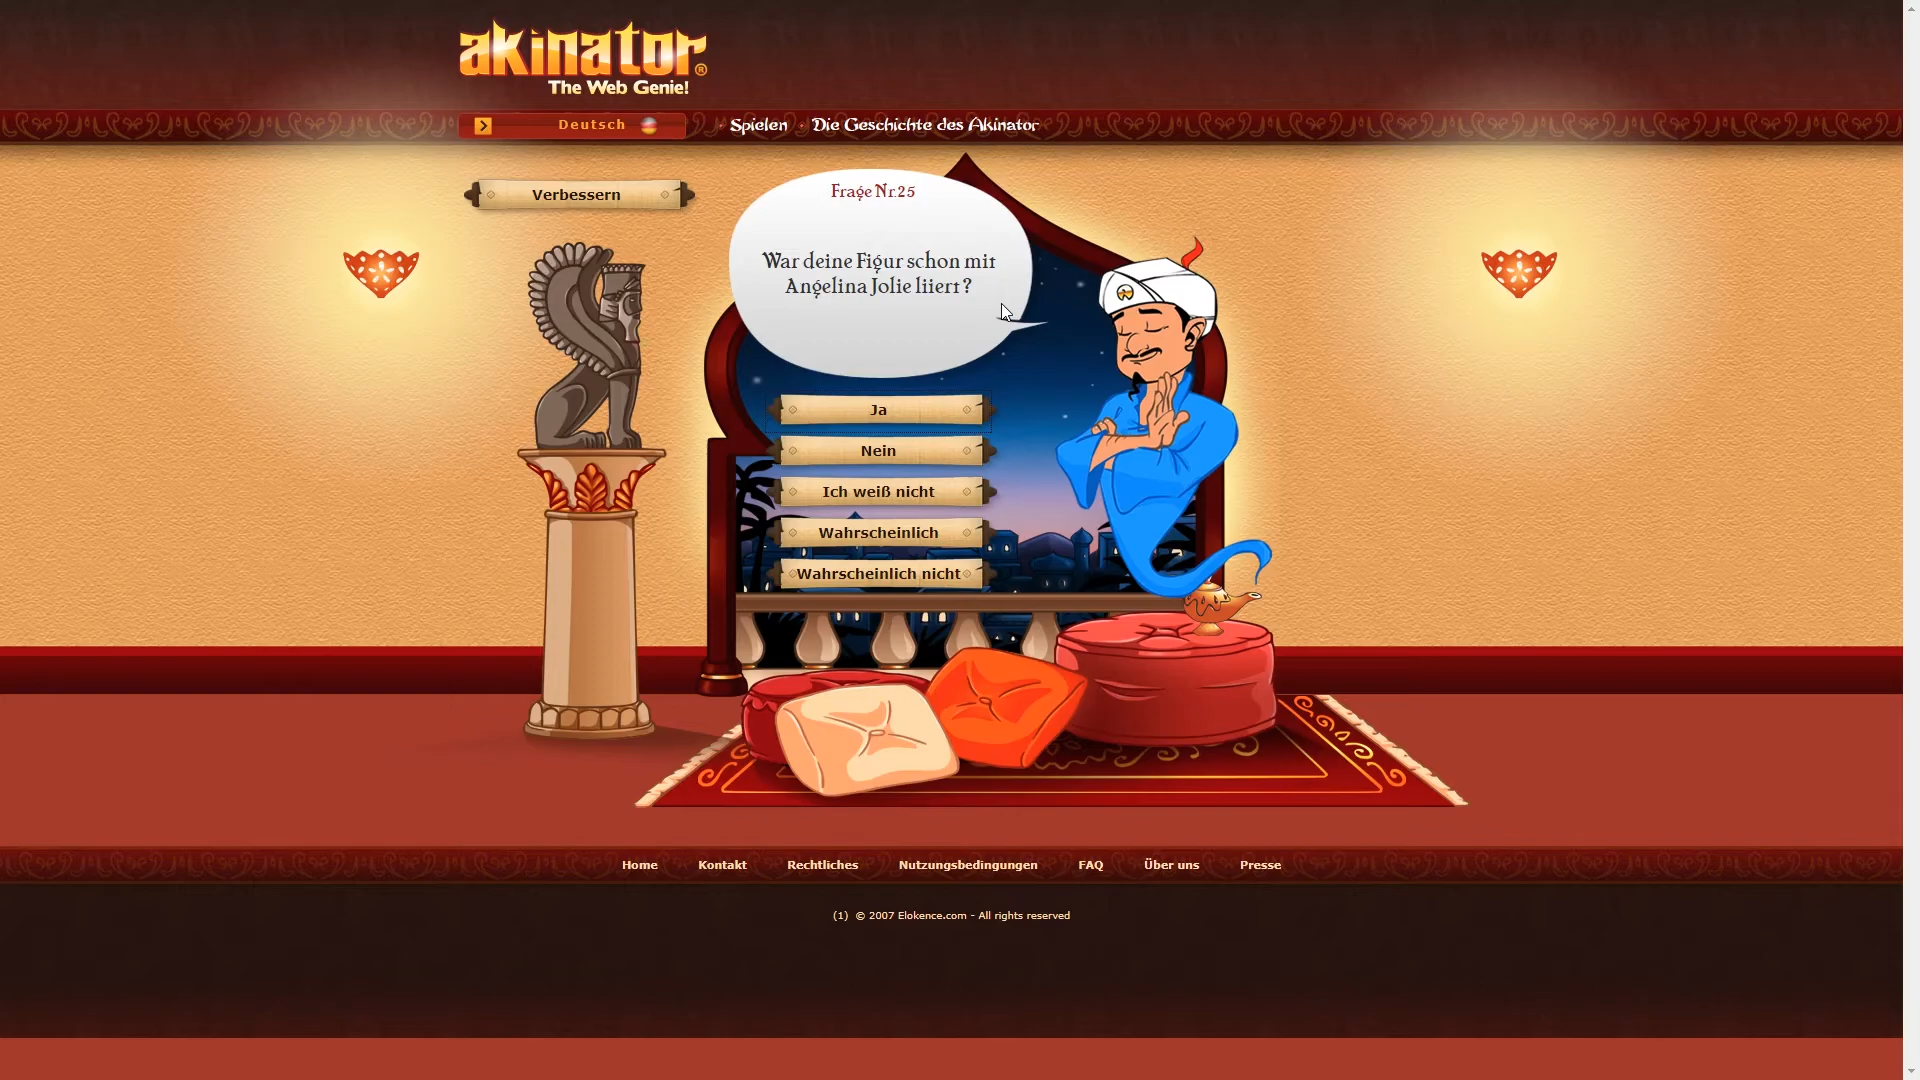 akinator®
The Web Genie!
Deutsch
Spielen
Die Geschichte des Akinator
Verbessern
Frage Nr.25
War deine Figur schon mit
Angelina Jolie liiert?
Ja
Nein
Ich weiß nicht
Wahrscheinlich
Wahrscheinlich nicht
Home Kontakt Rechtliches Nutzungsbedingungen FAQ Über uns Presse
(1) © 2007 Elokence.com - All rights reserved